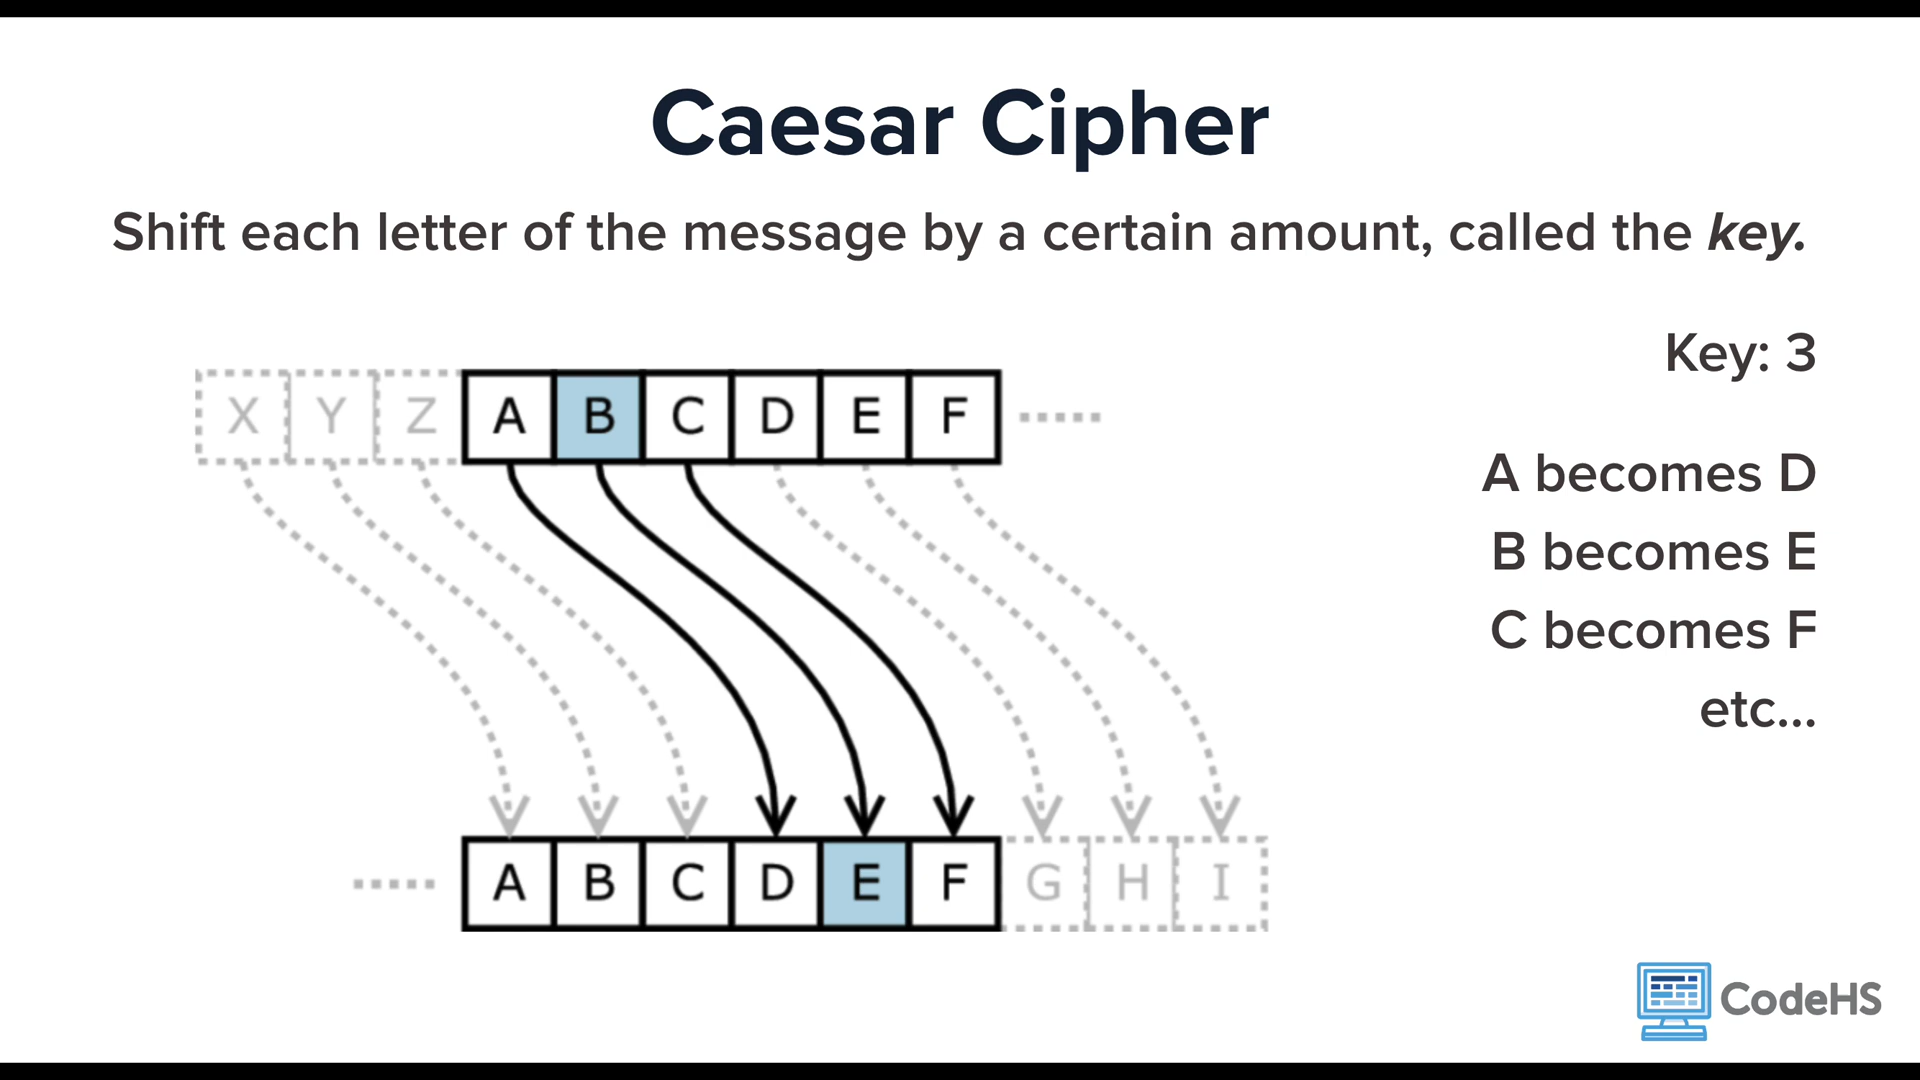 Caesar Cipher
Shift each letter of the message by a certain amount, called the key.
Key: 3
X Y Z A B C D E F
A becomes D
B becomes E
C becomes F
etc...
A B C D E F G H I
CodeHS